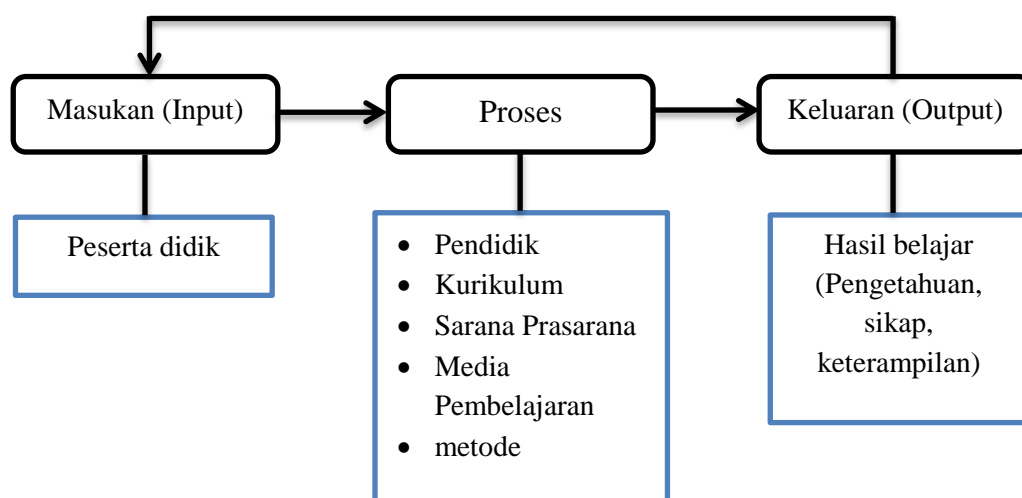 Masukan (Input)
Proses
Keluaran (Output)
Peserta didik
• Pendidik
• Kurikulum
• Sarana Prasarana
• Media
Pembelajaran
• metode
Hasil belajar
(Pengetahuan,
sikap,
keterampilan)